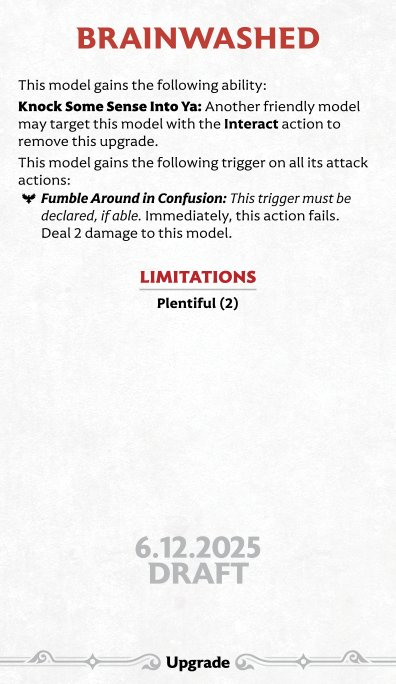 BRAINWASHED
This model gains the following ability:
Knock Some Sense Into Ya: Another friendly model
may target this model with the Interact action to
remove this upgrade.
This model gains the following trigger on all its attack
actions:
Fumble Around in Confusion: This trigger must be
declared, if able. Immediately, this action fails.
Deal 2 damage to this model.
LIMITATIONS
Plentiful (2)
6.12.2025
DRAFT
Upgrade